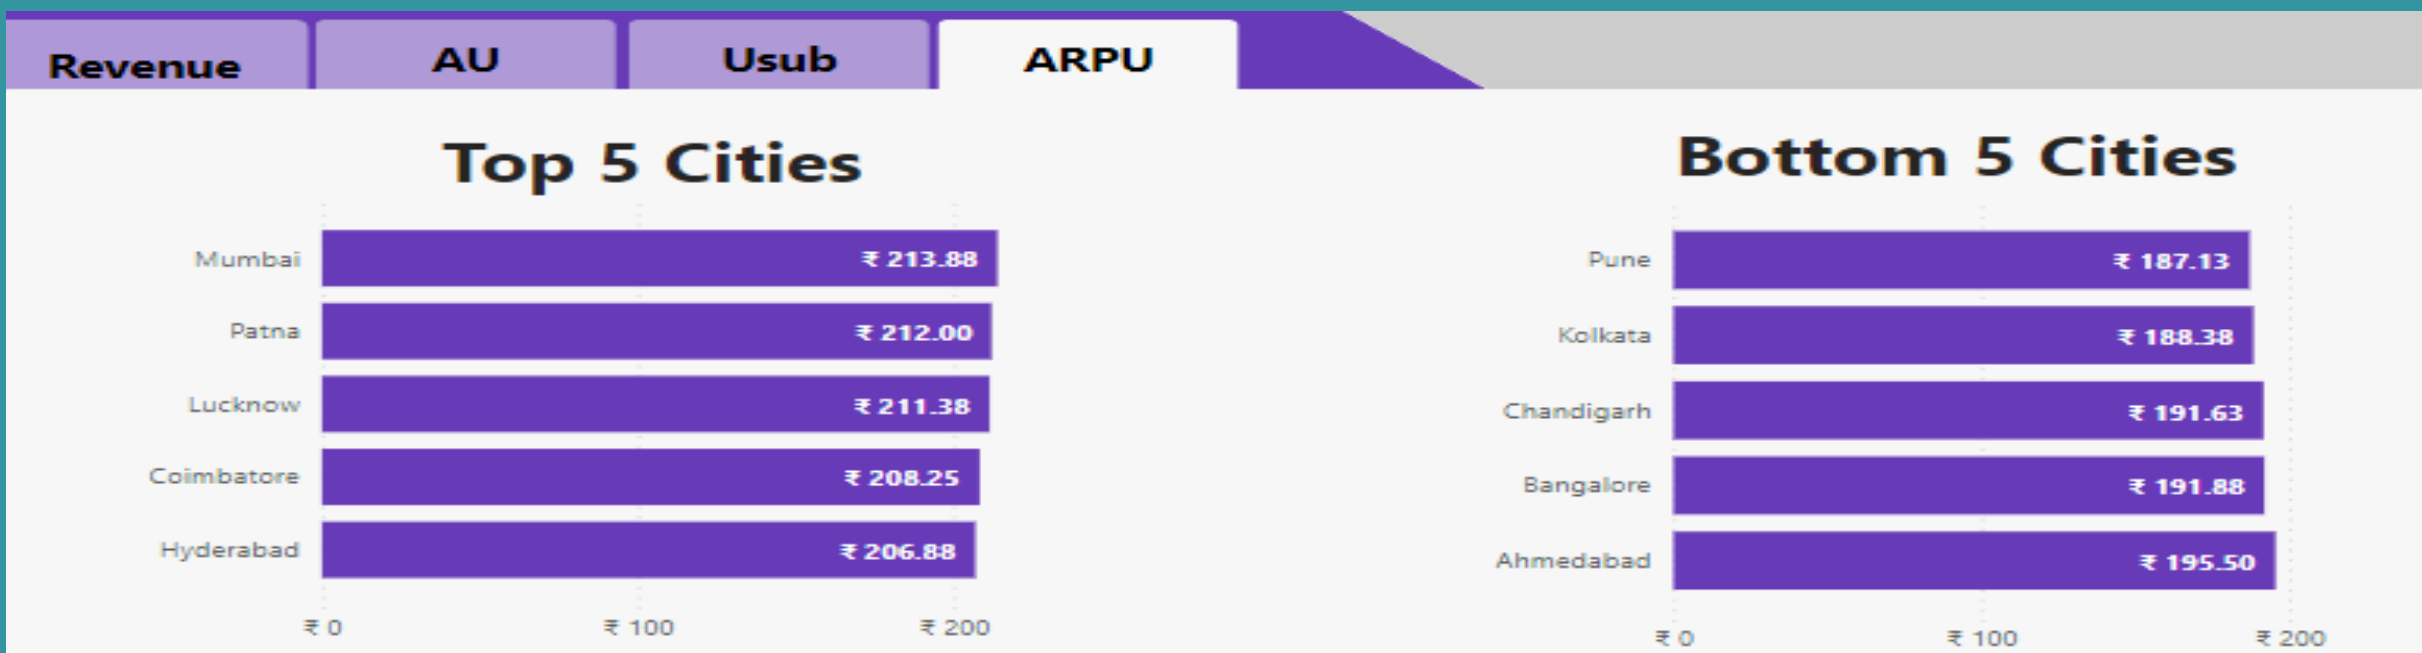 Revenue
AU
Usub
ARPU
Top 5 Cities
Mumbai ₹ 213.88
Patna ₹ 212.00
Lucknow ₹ 211.38
Coimbatore ₹ 208.25
Hyderabad ₹ 206.88
₹ 0 ₹ 100 ₹ 200
Bottom 5 Cities
Pune ₹ 187.13
Kolkata ₹ 188.38
Chandigarh ₹ 191.63
Bangalore ₹ 191.88
Ahmedabad ₹ 195.50
₹ 0 ₹ 100 ₹ 200